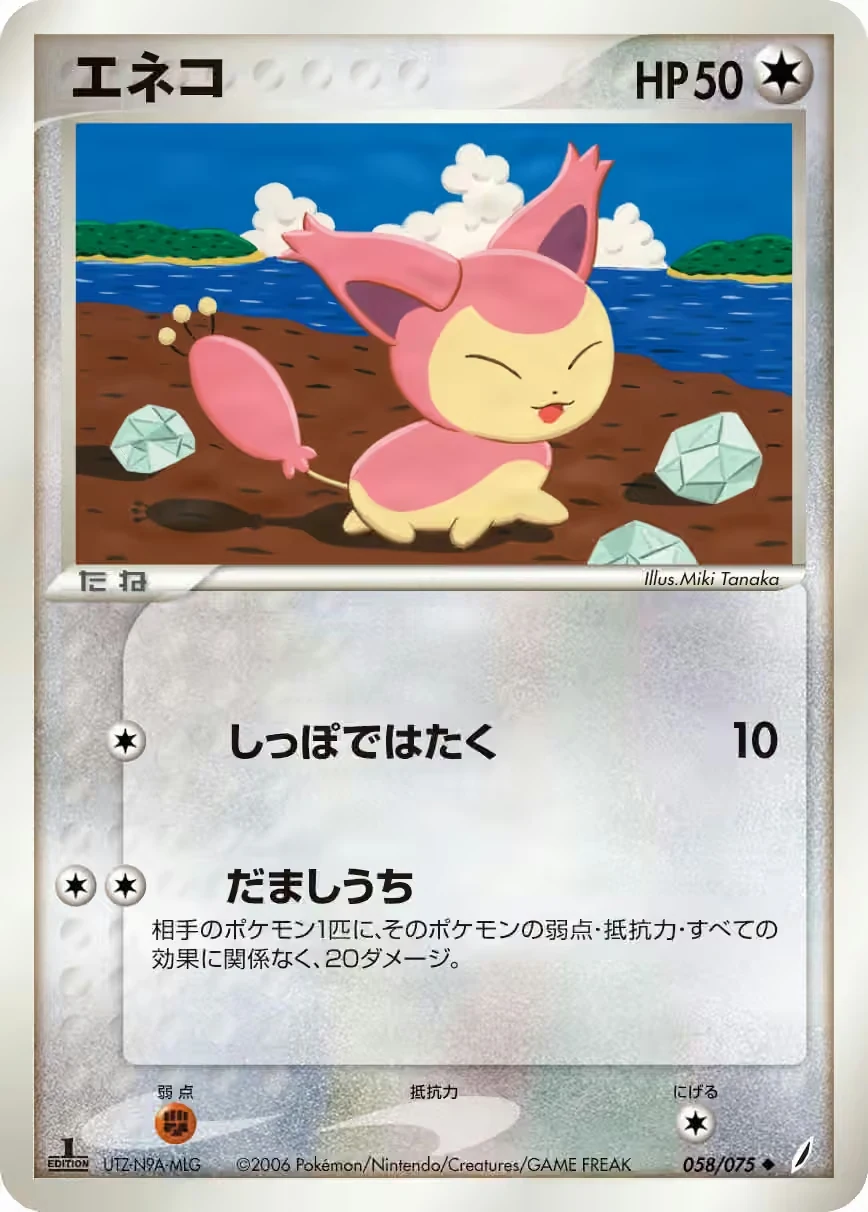 エネコ HP50
たね Illus.Miki Tanaka
しっぽではたく 10
だましうち
相手のポケモン1匹に、そのポケモンの弱点・抵抗力・すべての
効果に関係なく、20ダメージ。
弱点 抵抗力 にげる
1 EDITION UTZ-N9A-MLG ©2006 Pokémon/Nintendo/Creatures/GAME FREAK 058/075